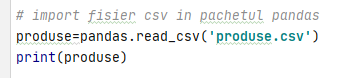 # import fisier csv in pachetul pandas
produse=pandas.read_csv('produse.csv')
print(produse)